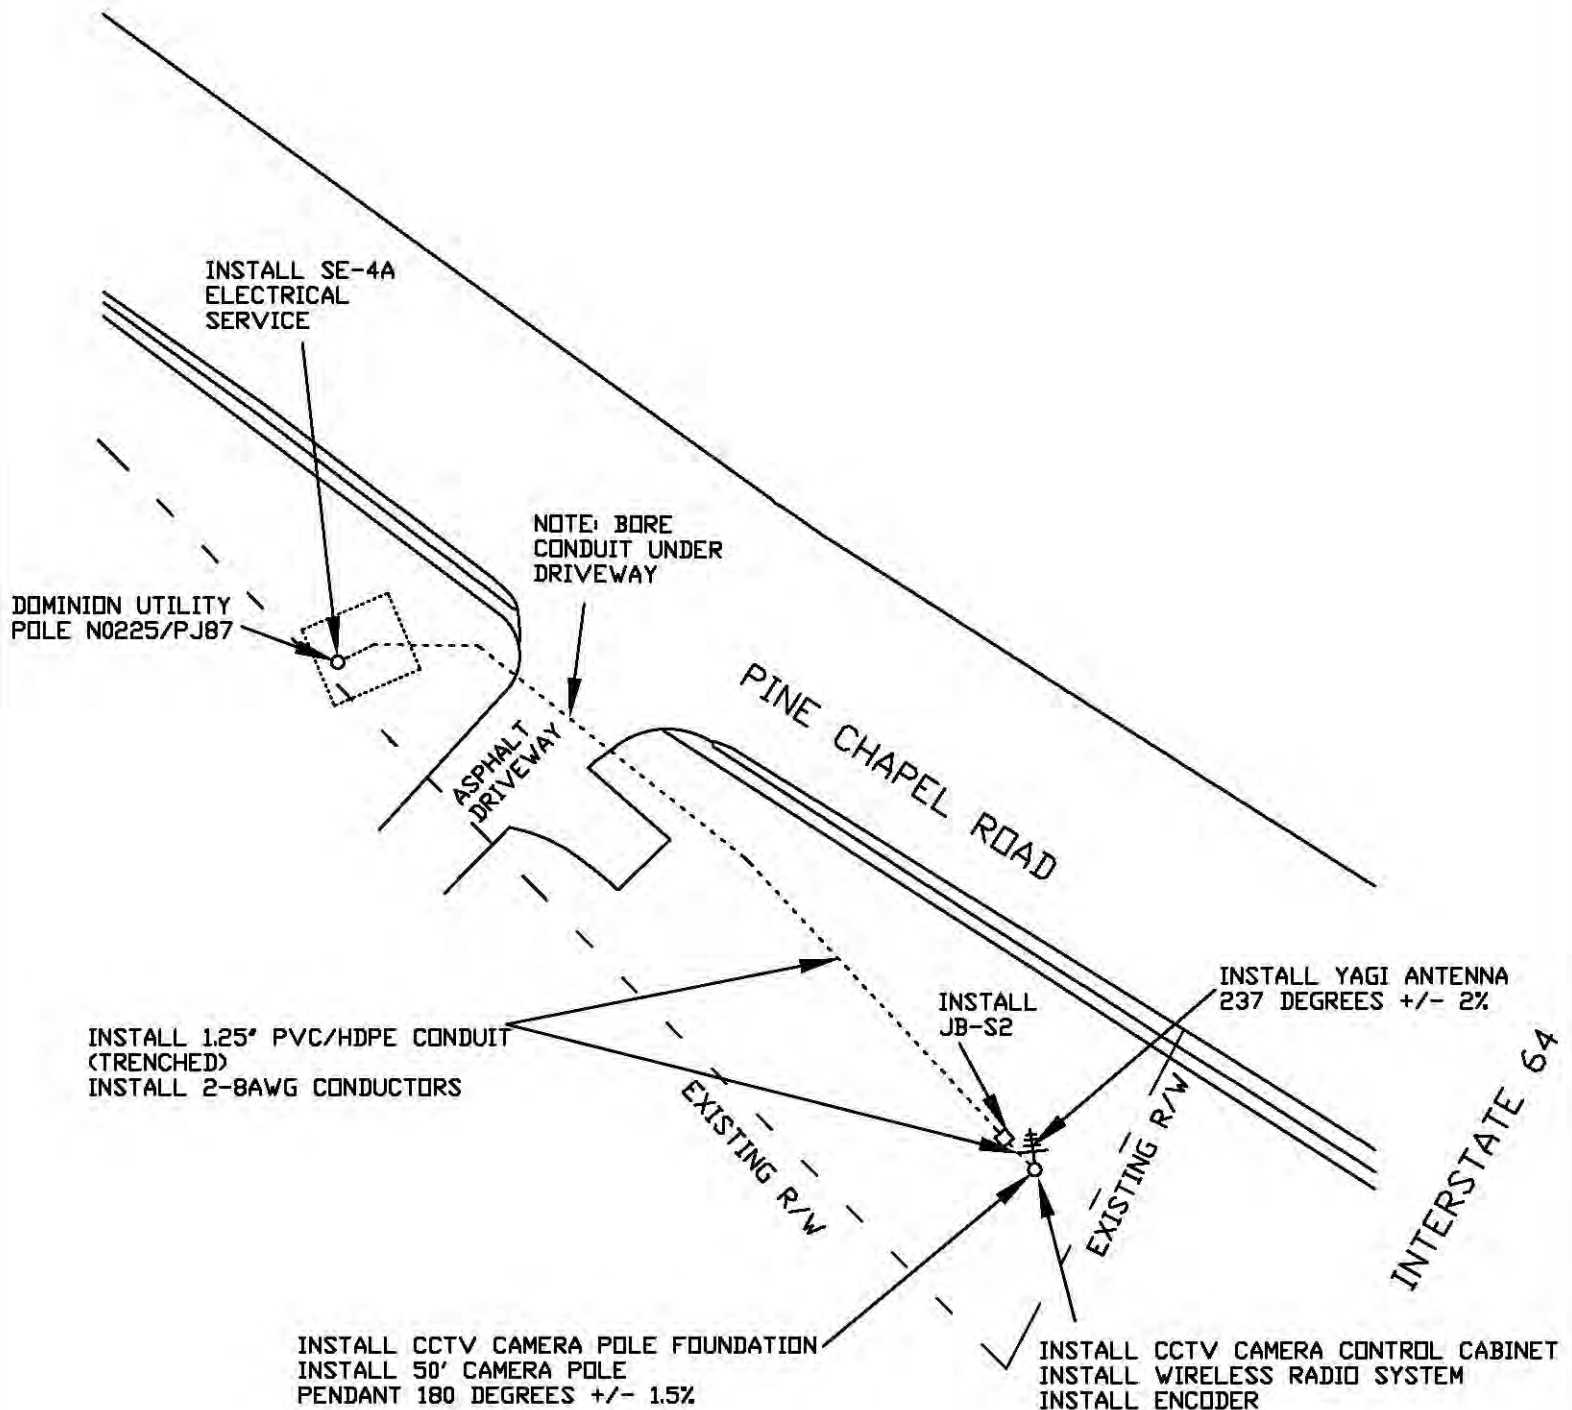 INSTALL SE-4A
ELECTRICAL
SERVICE
NOTE: BORE
CONDUIT UNDER
DRIVEWAY
DOMINION UTILITY
POLE N0225/PJ87
PINE CHAPEL ROAD
ASPHALT
DRIVEWAY
INSTALL YAGI ANTENNA
237 DEGREES +/- 2%
INSTALL
JB-S2
INSTALL 1.25" PVC/HDPE CONDUIT
(TRENCHED)
INSTALL 2-8AWG CONDUCTORS
EXISTING R/W
EXISTING R/W
INTERSTATE 64
INSTALL CCTV CAMERA POLE FOUNDATION
INSTALL 50' CAMERA POLE
PENDANT 180 DEGREES +/- 1.5%
INSTALL CCTV CAMERA CONTROL CABINET
INSTALL WIRELESS RADIO SYSTEM
INSTALL ENCODER